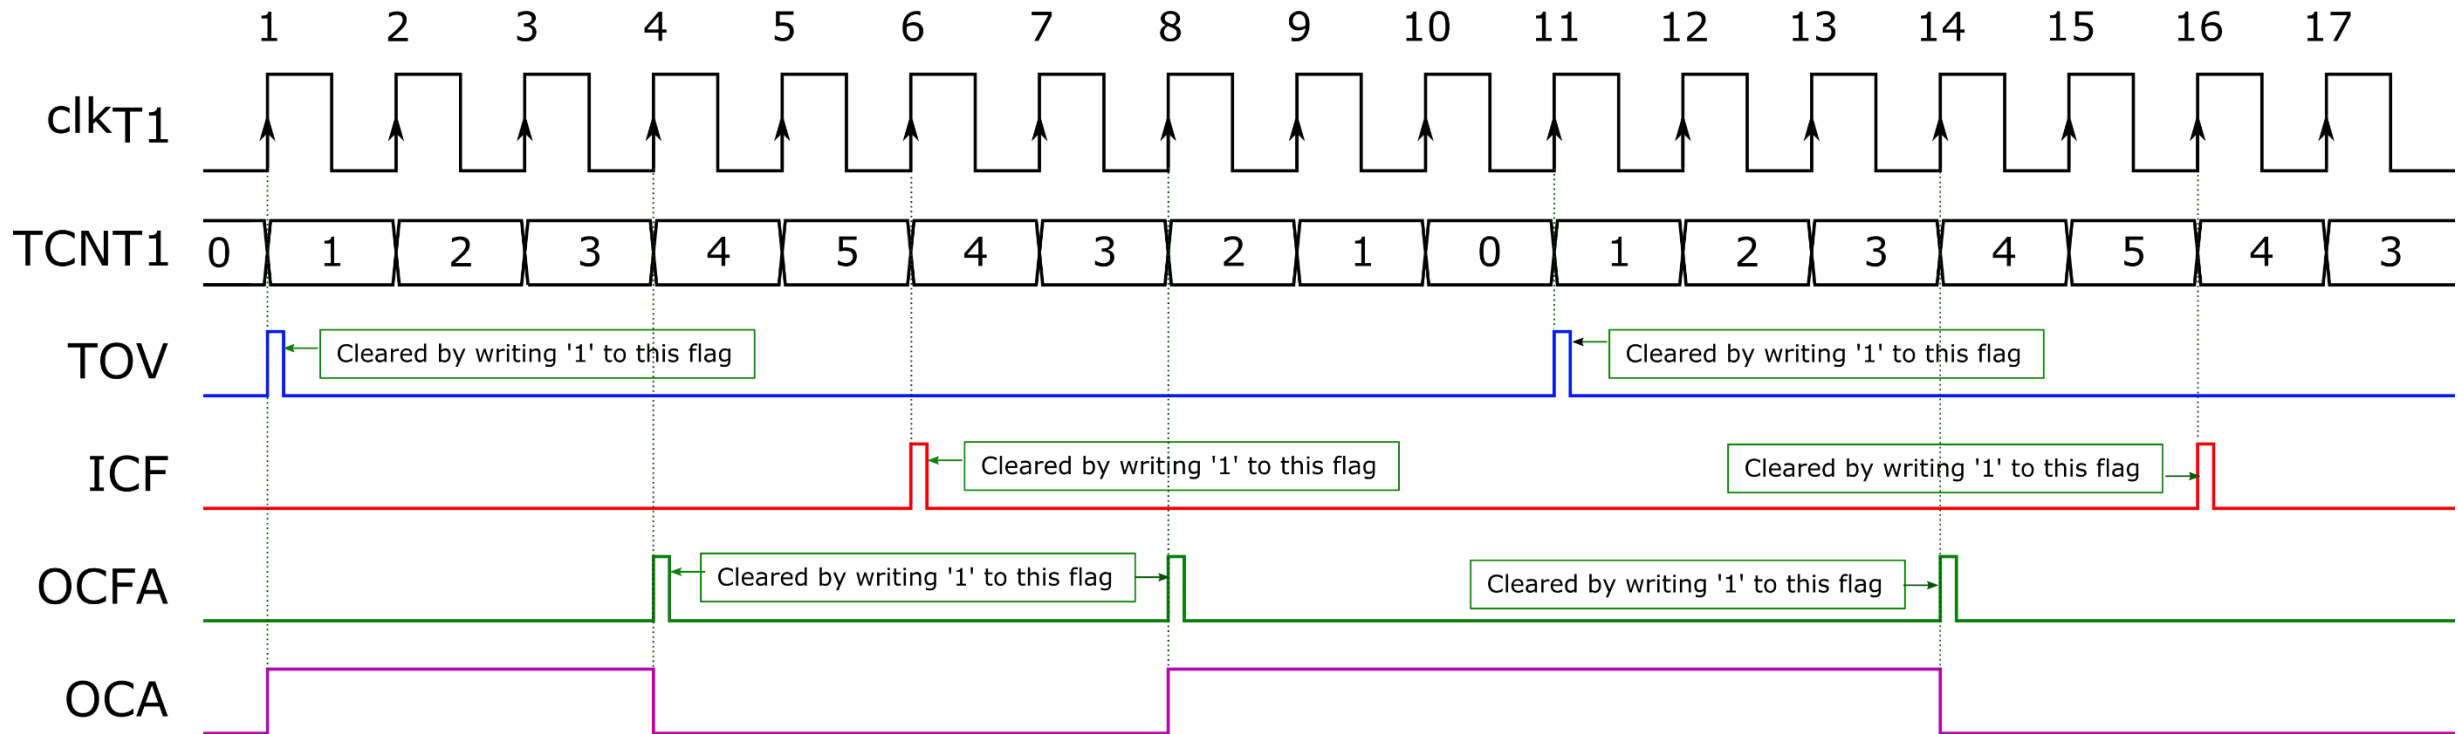 1 2 3 4 5 6 7 8 9 10 11 12 13 14 15 16 17
clkT1
TCNT1 0 1 2 3 4 5 4 3 2 1 0 1 2 3 4 5 4 3
TOV Cleared by writing '1' to this flag Cleared by writing '1' to this flag
ICF Cleared by writing '1' to this flag Cleared by writing '1' to this flag
OCFA Cleared by writing '1' to this flag Cleared by writing '1' to this flag
OCA